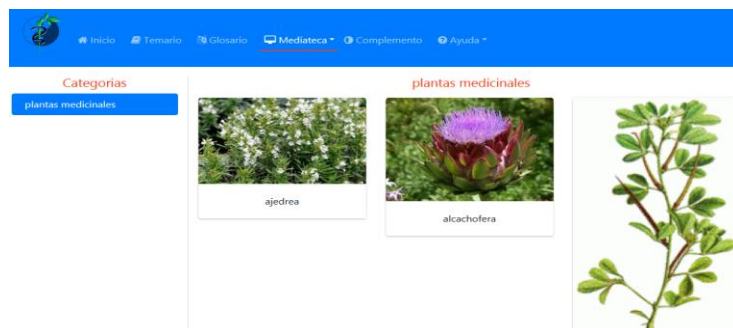 Inicio Temario Glosario Mediateca Complemento Ayuda
Categorias
plantas medicinales
plantas medicinales
ajedrea
alcachofera